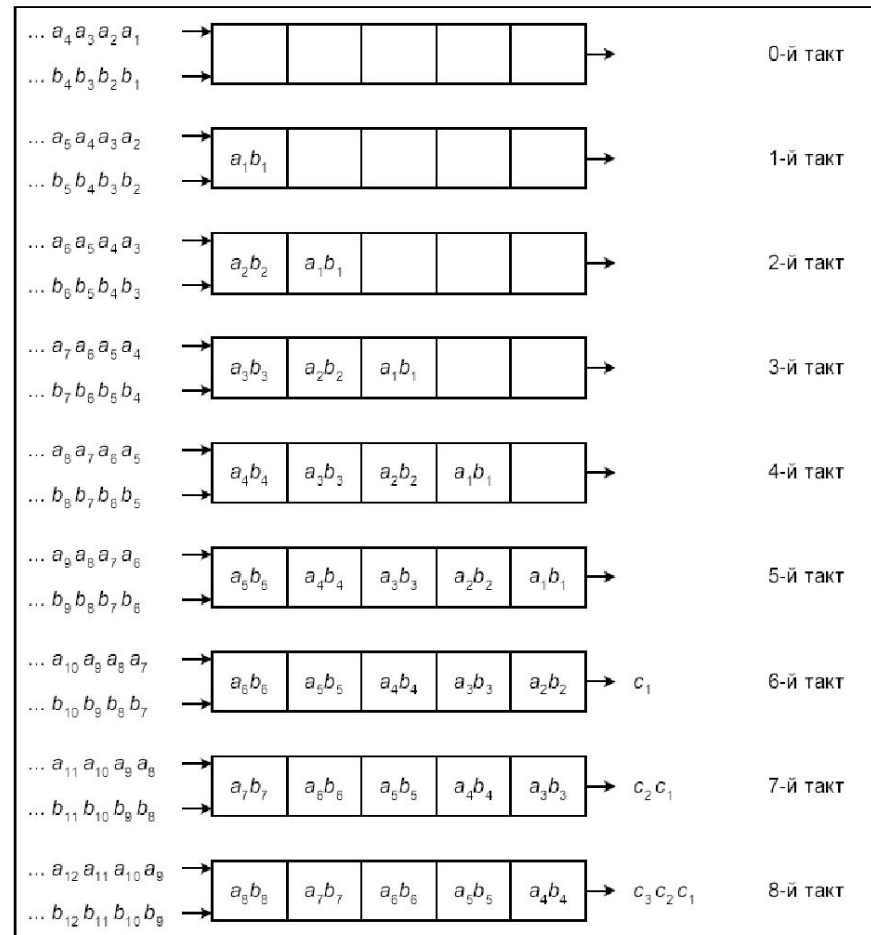 ... a₄ a₃ a₂ a₁
0-й такт
... b₄ b₃ b₂ b₁
... a₅ a₄ a₃ a₂
a₁b₁ 1-й такт
... b₅ b₄ b₃ b₂
... a₆ a₅ a₄ a₃
a₂b₂ a₁b₁ 2-й такт
... b₆ b₅ b₄ b₃
... a₇ a₆ a₅ a₄
a₃b₃ a₂b₂ a₁b₁ 3-й такт
... b₇ b₆ b₅ b₄
... a₈ a₇ a₆ a₅
a₄b₄ a₃b₃ a₂b₂ a₁b₁ 4-й такт
... b₈ b₇ b₆ b₅
... a₉ a₈ a₇ a₆
a₅b₅ a₄b₄ a₃b₃ a₂b₂ a₁b₁ 5-й такт
... b₉ b₈ b₇ b₆
... a₁₀ a₉ a₈ a₇
a₆b₆ a₅b₅ a₄b₄ a₃b₃ a₂b₂ c₁ 6-й такт
... b₁₀ b₉ b₈ b₇
... a₁₁ a₁₀ a₉ a₈
a₇b₇ a₆b₆ a₅b₅ a₄b₄ a₃b₃ c₂ c₁ 7-й такт
... b₁₁ b₁₀ b₉ b₈
... a₁₂ a₁₁ a₁₀ a₉
a₈b₈ a₇b₇ a₆b₆ a₅b₅ a₄b₄ c₃ c₂ c₁ 8-й такт
... b₁₂ b₁₁ b₁₀ b₉